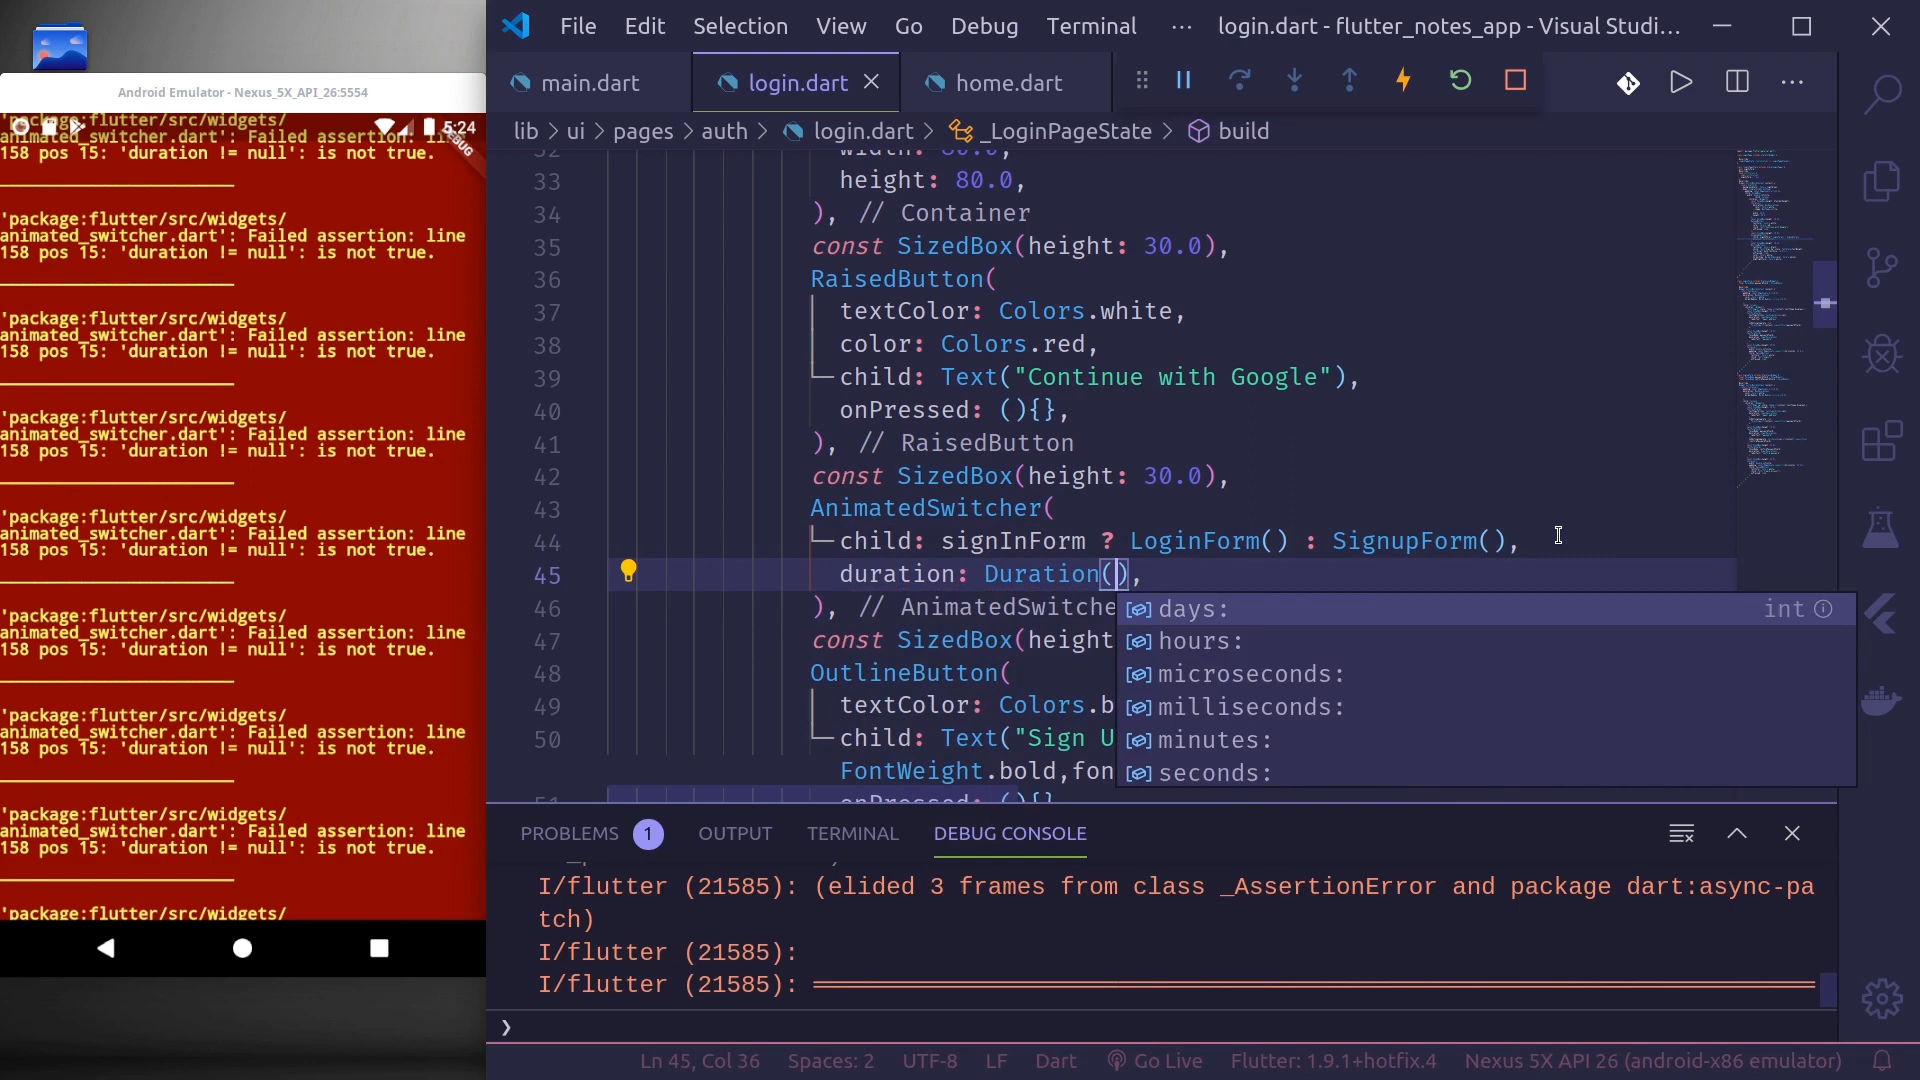 Android Emulator - Nexus_5X_API_26:5554
5:24
158 pos 15: 'duration != null': is not true.
'package:flutter/src/widgets/
animated_switcher.dart': Failed assertion: line
158 pos 15: 'duration != null': is not true.
'package:flutter/src/widgets/
animated_switcher.dart': Failed assertion: line
158 pos 15: 'duration != null': is not true.
'package:flutter/src/widgets/
animated_switcher.dart': Failed assertion: line
158 pos 15: 'duration != null': is not true.
'package:flutter/src/widgets/
animated_switcher.dart': Failed assertion: line
158 pos 15: 'duration != null': is not true.
'package:flutter/src/widgets/
animated_switcher.dart': Failed assertion: line
158 pos 15: 'duration != null': is not true.
'package:flutter/src/widgets/
animated_switcher.dart': Failed assertion: line
158 pos 15: 'duration != null': is not true.
'package:flutter/src/widgets/
animated_switcher.dart': Failed assertion: line
158 pos 15: 'duration != null': is not true.
'package:flutter/src/widgets/
File Edit Selection View Go Debug Terminal ··· login.dart - flutter_notes_app - Visual Studi...
main.dart login.dart home.dart
lib > ui > pages > auth > login.dart > _LoginPageState > build
32 width: 80.0,
33 height: 80.0,
34 ), // Container
35 const SizedBox(height: 30.0),
36 RaisedButton(
37 textColor: Colors.white,
38 color: Colors.red,
39 child: Text("Continue with Google"),
40 onPressed: (){},
41 ), // RaisedButton
42 const SizedBox(height: 30.0),
43 AnimatedSwitcher(
44 child: signInForm ? LoginForm() : SignupForm(),
45 duration: Duration(),
46 ), // AnimatedSwitche
47 const SizedBox(height
48 OutlineButton(
49 textColor: Colors.b
50 child: Text("Sign U
FontWeight.bold,fon
51 onPressed: (){}
days: int
hours:
microseconds:
milliseconds:
minutes:
seconds:
PROBLEMS 1 OUTPUT TERMINAL DEBUG CONSOLE
I/flutter (21585): (elided 3 frames from class _AssertionError and package dart:async-pa
tch)
I/flutter (21585):
I/flutter (21585): ════════
❯
Ln 45, Col 36 Spaces: 2 UTF-8 LF Dart Go Live Flutter: 1.9.1+hotfix.4 Nexus 5X API 26 (android-x86 emulator)